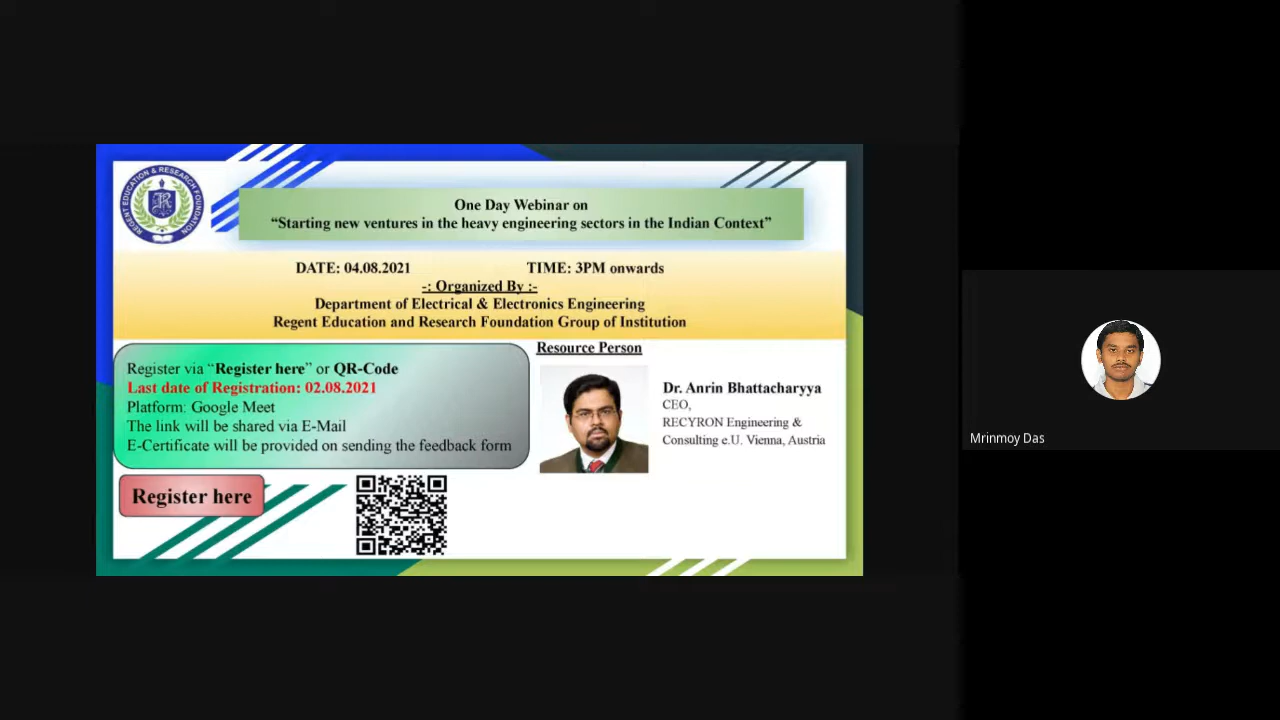 REGENT EDUCATION & RESEARCH FOUNDATION
One Day Webinar on
“Starting new ventures in the heavy engineering sectors in the Indian Context”
DATE: 04.08.2021 TIME: 3PM onwards
-: Organized By :-
Department of Electrical & Electronics Engineering
Regent Education and Research Foundation Group of Institution
Register via “Register here” or QR-Code
Last date of Registration: 02.08.2021
Platform: Google Meet
The link will be shared via E-Mail
E-Certificate will be provided on sending the feedback form
Register here
Resource Person
Dr. Anrin Bhattacharyya
CEO,
RECYRON Engineering &
Consulting e.U. Vienna, Austria
Mrinmoy Das